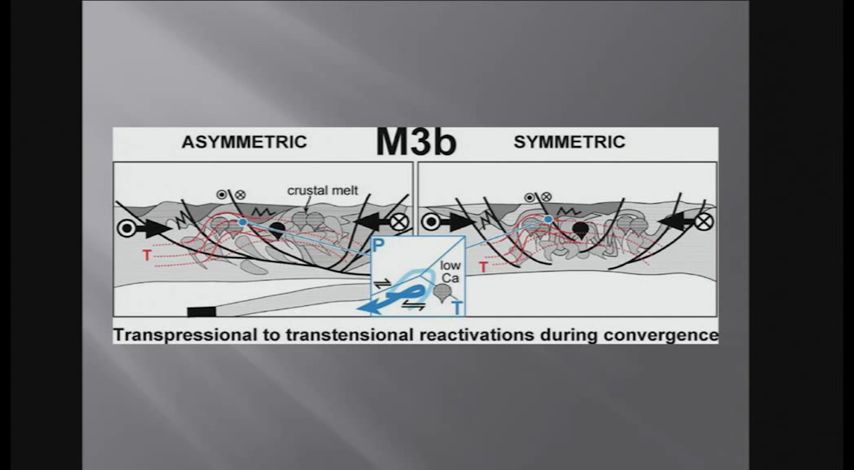 ASYMMETRIC
M3b
SYMMETRIC
crustal melt
T
P
low
Ca
T
T
Transpressional to transtensional reactivations during convergence